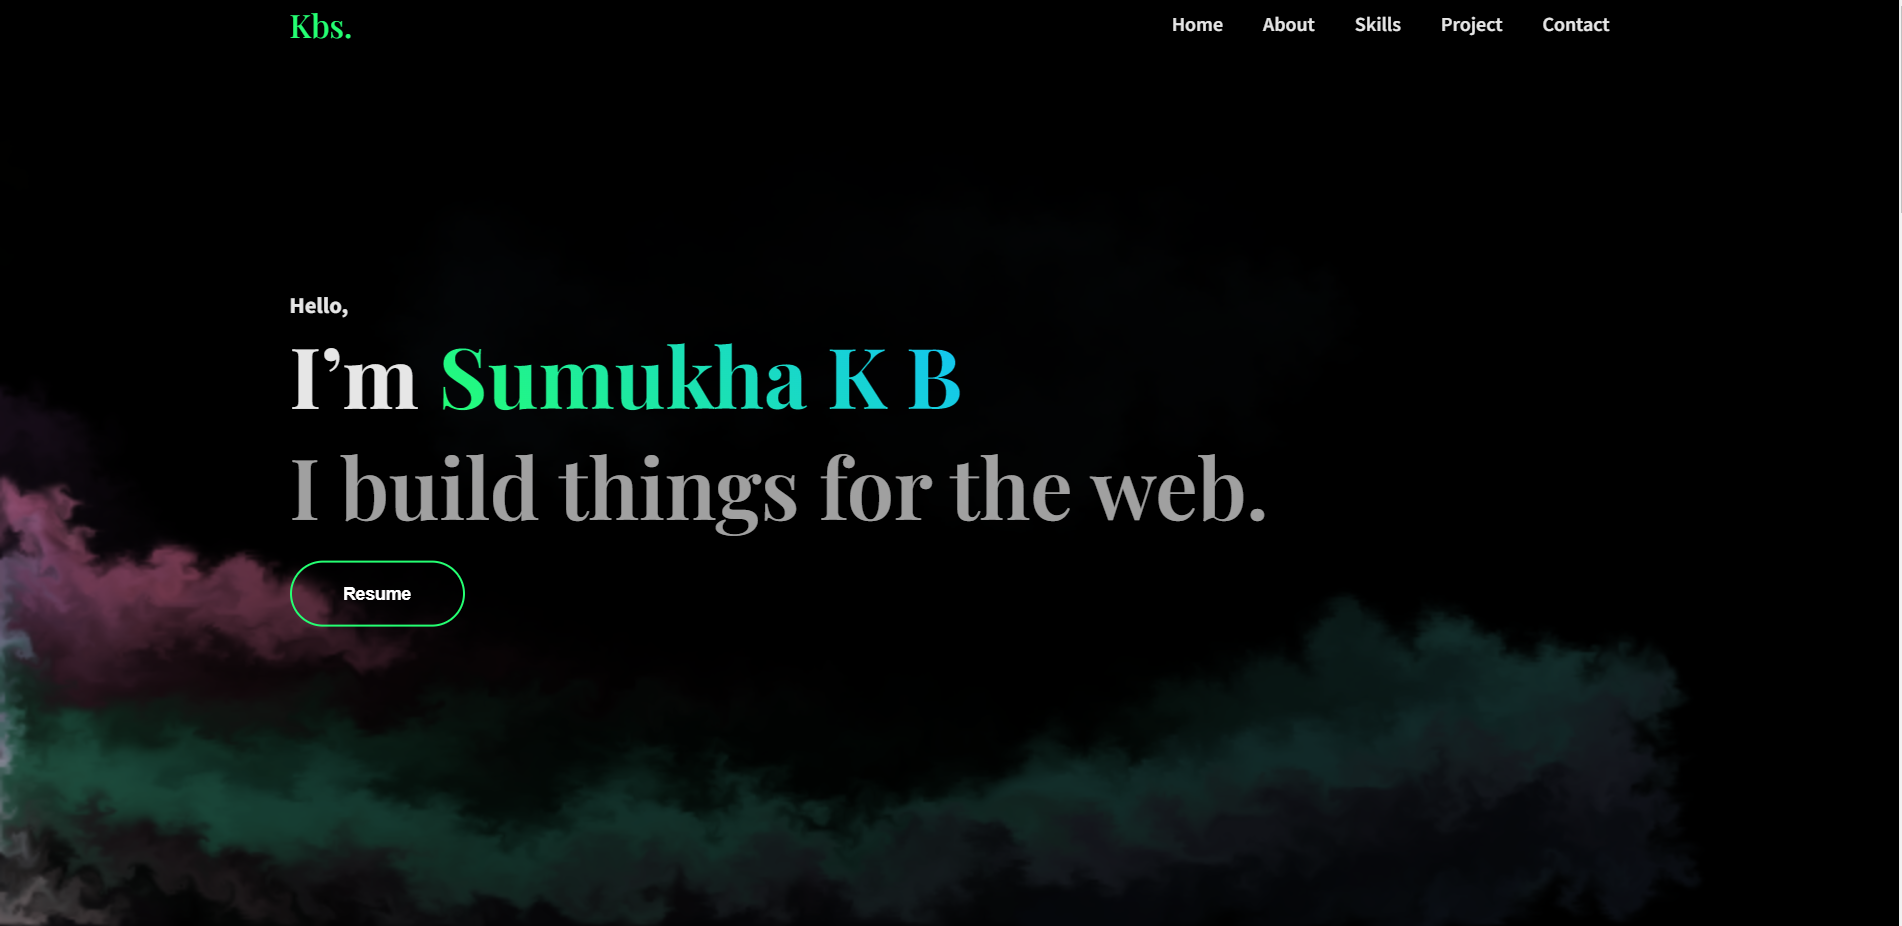 Kbs.
Home About Skills Project Contact
Hello,
I’m Sumukha K B
I build things for the web.
Resume